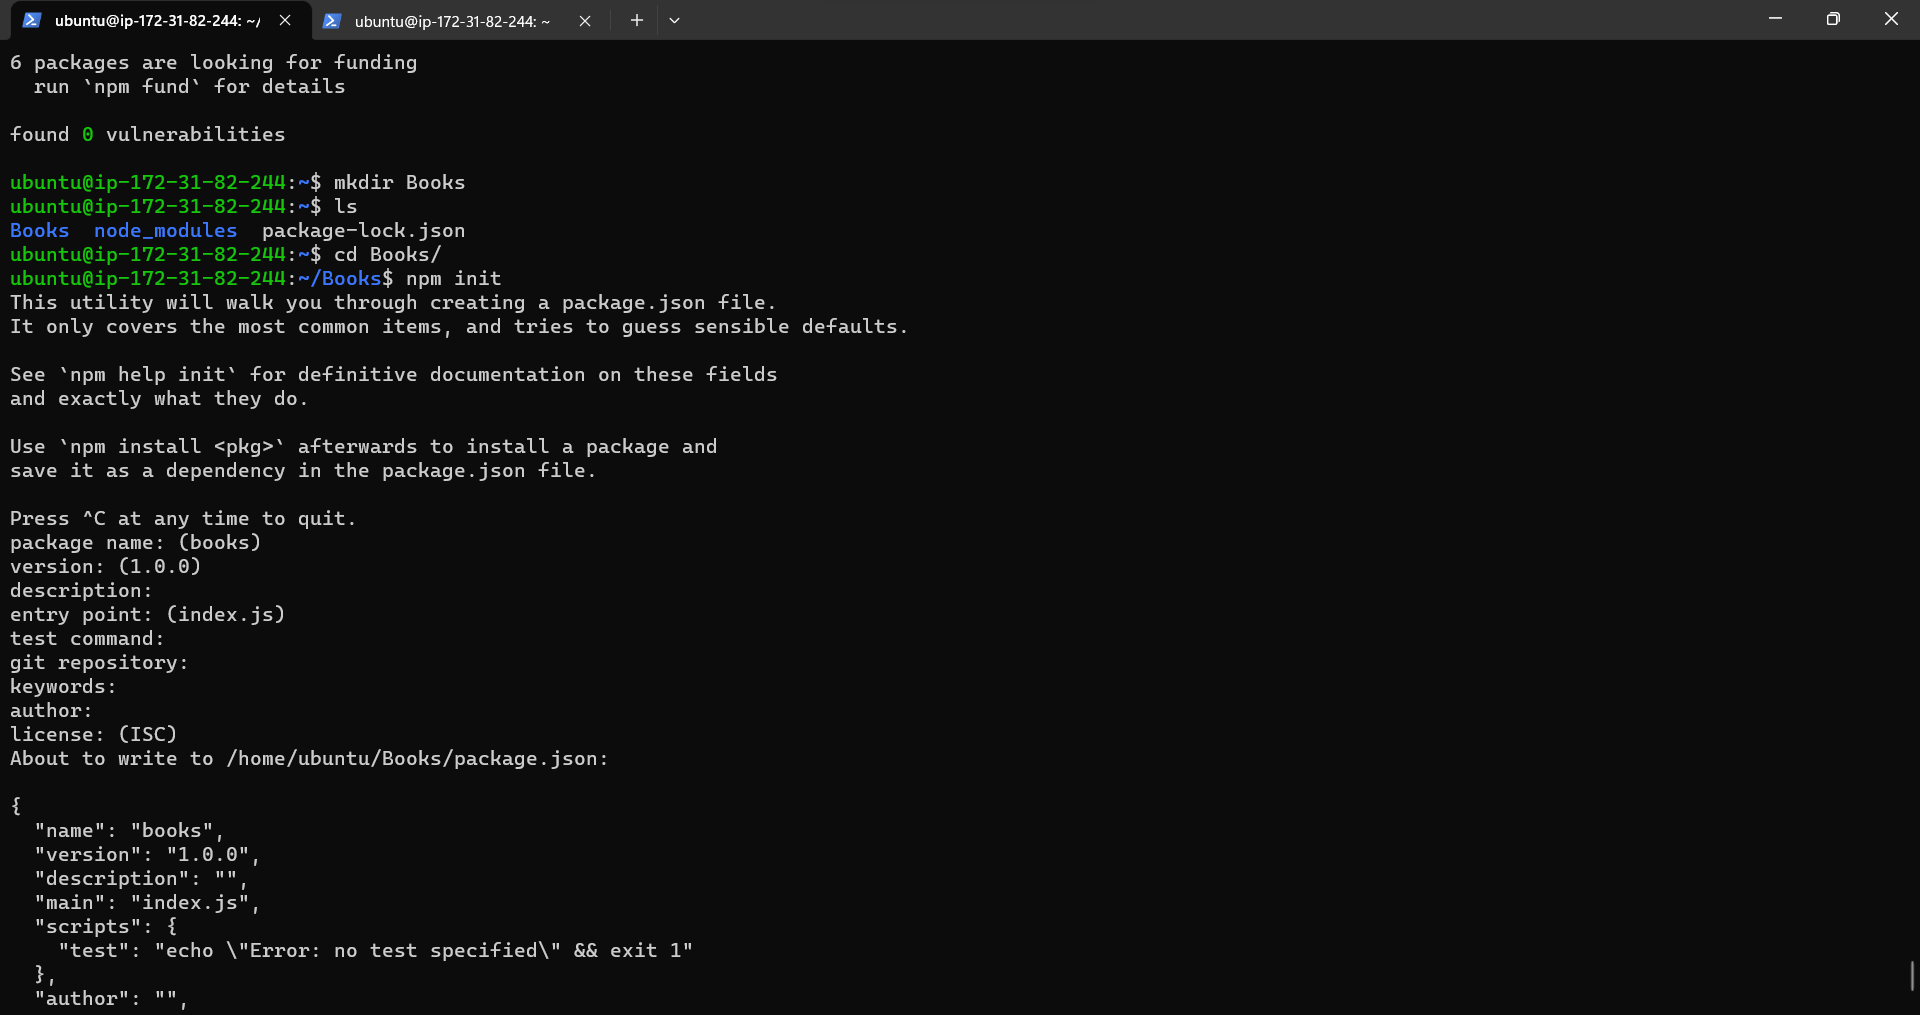 ubuntu@ip-172-31-82-244: ~/
ubuntu@ip-172-31-82-244: ~
6 packages are looking for funding
  run `npm fund` for details
found 0 vulnerabilities
ubuntu@ip-172-31-82-244:~$ mkdir Books
ubuntu@ip-172-31-82-244:~$ ls
Books  node_modules  package-lock.json
ubuntu@ip-172-31-82-244:~$ cd Books/
ubuntu@ip-172-31-82-244:~/Books$ npm init
This utility will walk you through creating a package.json file.
It only covers the most common items, and tries to guess sensible defaults.
See `npm help init` for definitive documentation on these fields
and exactly what they do.
Use `npm install <pkg>` afterwards to install a package and
save it as a dependency in the package.json file.
Press ^C at any time to quit.
package name: (books)
version: (1.0.0)
description:
entry point: (index.js)
test command:
git repository:
keywords:
author:
license: (ISC)
About to write to /home/ubuntu/Books/package.json:
{
  "name": "books",
  "version": "1.0.0",
  "description": "",
  "main": "index.js",
  "scripts": {
    "test": "echo \"Error: no test specified\" && exit 1"
  },
  "author": "",